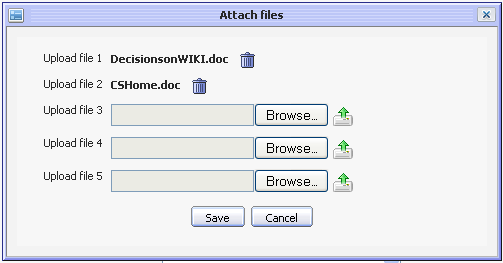 Attach files
Upload file 1 DecisionsonWIKI.doc
Upload file 2 CSHome.doc
Upload file 3 Browse...
Upload file 4 Browse...
Upload file 5 Browse...
Save Cancel